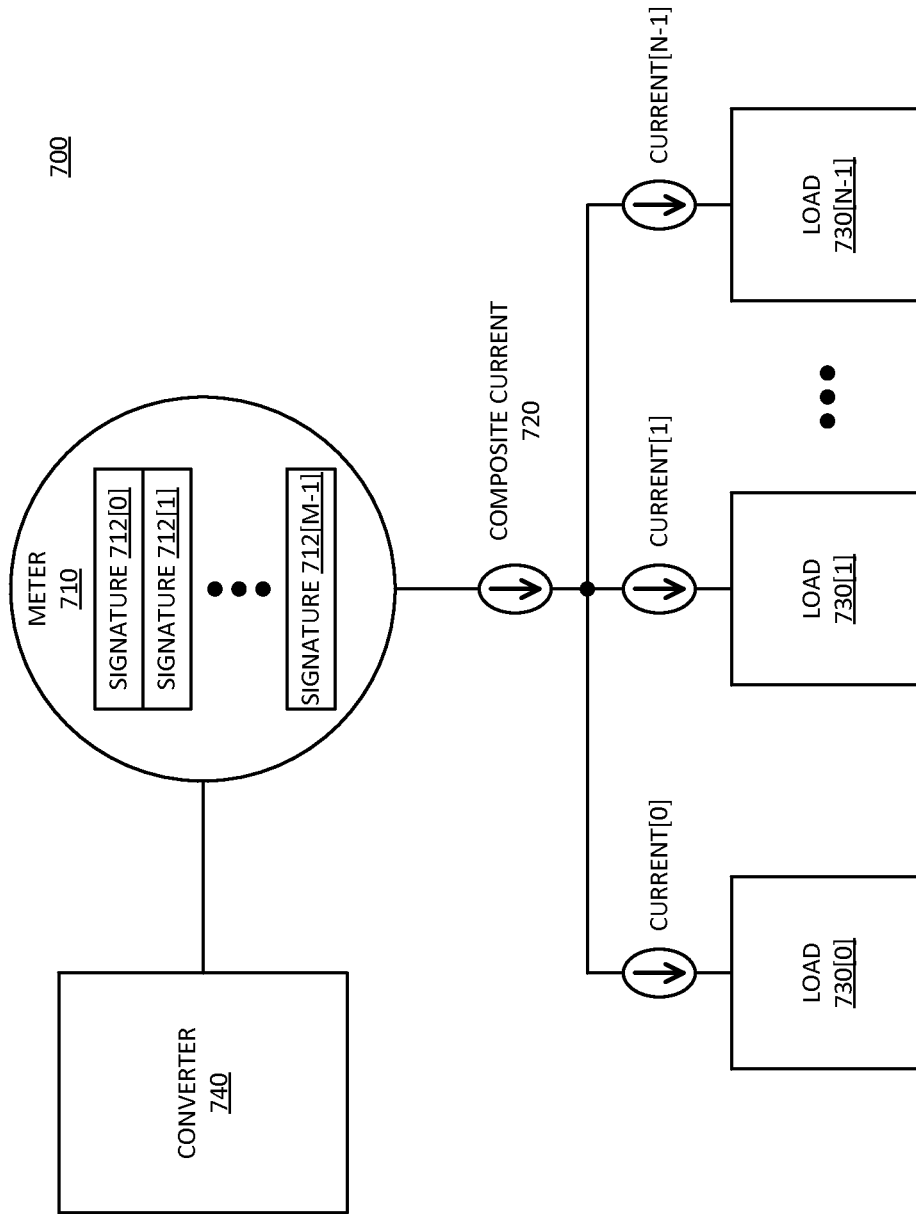 700
METER
710
SIGNATURE 712[0]
SIGNATURE 712[1]
SIGNATURE 712[M-1]
CONVERTER
740
COMPOSITE CURRENT
720
CURRENT[0]
CURRENT[1]
CURRENT[N-1]
LOAD
730[0]
LOAD
730[1]
LOAD
730[N-1]